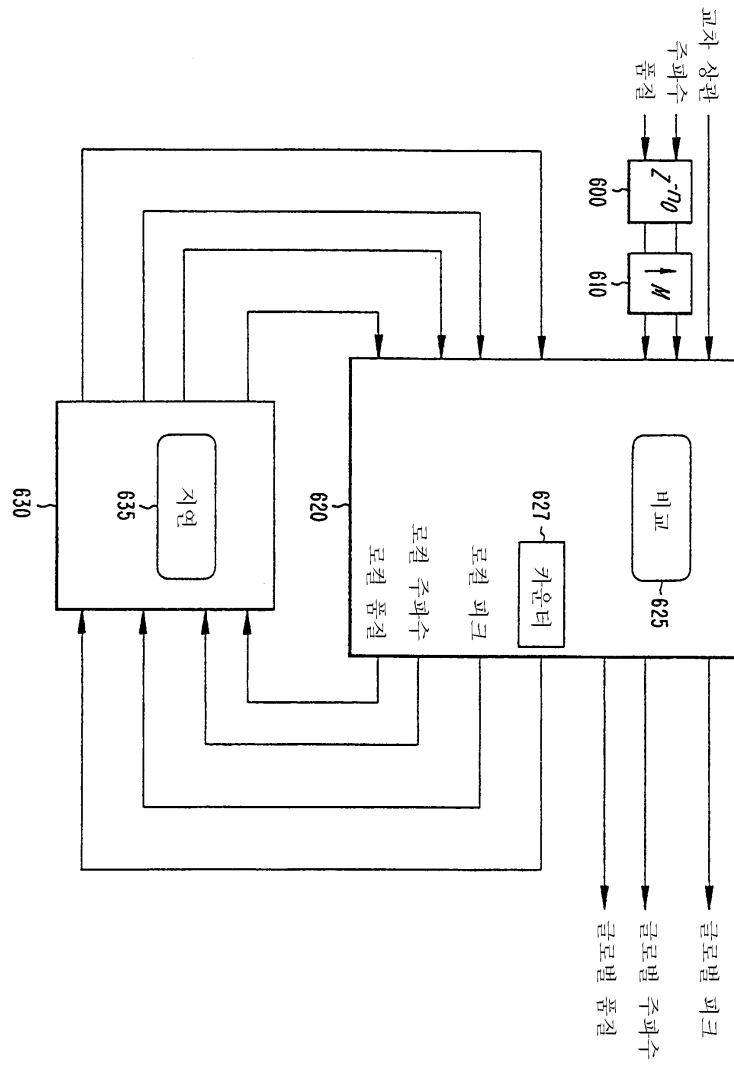 교차 상관
주파수
품질
Z⁻ⁿ⁰
600
↑ M
610
비교
625
627
카운터
로컬 피크
로컬 주파수
로컬 품질
620
지연
635
630
글로벌 피크
글로벌 주파수
글로벌 품질